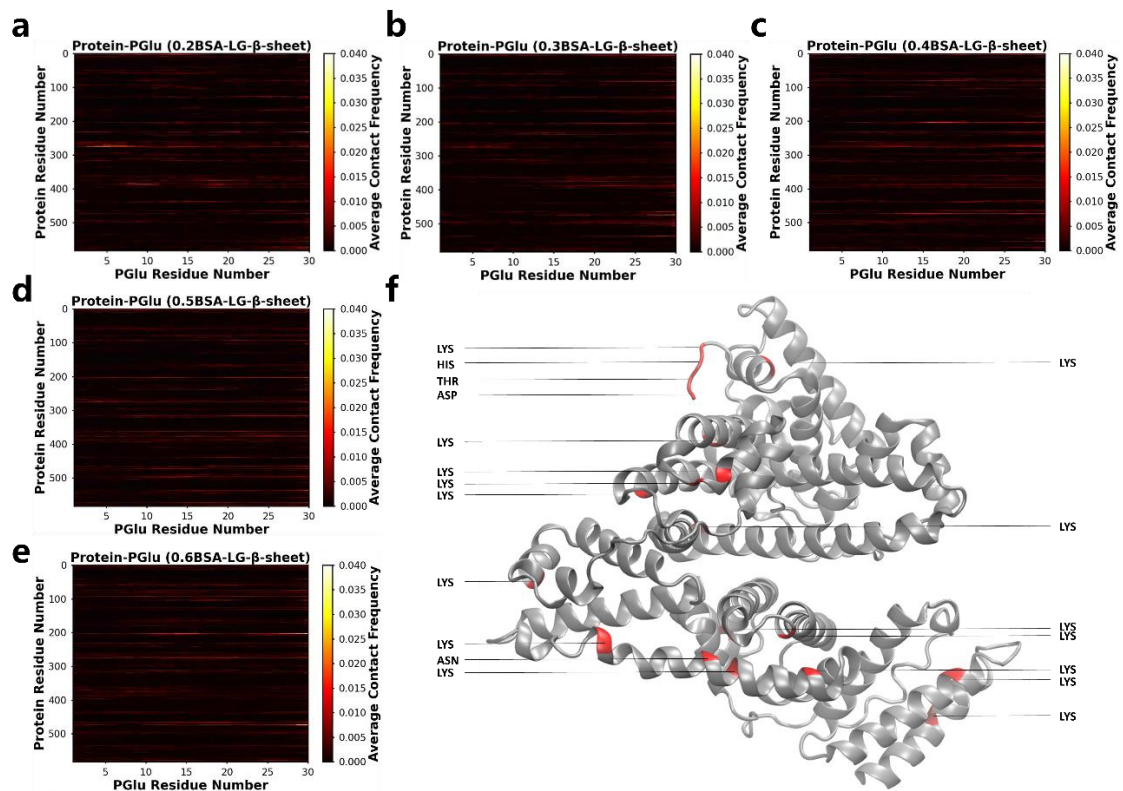 a
Protein-PGlu (0.2BSA-LG-β-sheet)
Protein Residue Number
0
100
200
300
400
500
5
10
15
20
25
30
PGlu Residue Number
0.040
0.035
0.030
0.025
0.020
0.015
0.010
0.005
0.000
Average Contact Frequency
b
Protein-PGlu (0.3BSA-LG-β-sheet)
Protein Residue Number
0
100
200
300
400
500
5
10
15
20
25
30
PGlu Residue Number
0.040
0.035
0.030
0.025
0.020
0.015
0.010
0.005
0.000
Average Contact Frequency
c
Protein-PGlu (0.4BSA-LG-β-sheet)
Protein Residue Number
0
100
200
300
400
500
5
10
15
20
25
30
PGlu Residue Number
0.040
0.035
0.030
0.025
0.020
0.015
0.010
0.005
0.000
Average Contact Frequency
d
Protein-PGlu (0.5BSA-LG-β-sheet)
Protein Residue Number
0
100
200
300
400
500
5
10
15
20
25
30
PGlu Residue Number
0.040
0.035
0.030
0.025
0.020
0.015
0.010
0.005
0.000
Average Contact Frequency
e
Protein-PGlu (0.6BSA-LG-β-sheet)
Protein Residue Number
0
100
200
300
400
500
5
10
15
20
25
30
PGlu Residue Number
0.040
0.035
0.030
0.025
0.020
0.015
0.010
0.005
0.000
Average Contact Frequency
f
LYS
HIS
THR
ASP
LYS
LYS
LYS
LYS
LYS
LYS
ASN
LYS
LYS
LYS
LYS
LYS
LYS
LYS
LYS